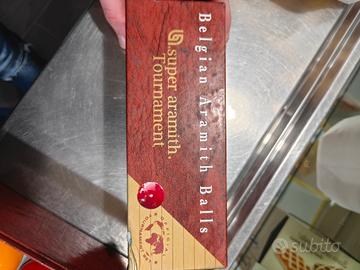 Belgian Aramith Balls
super aramith.
Tournament
subito